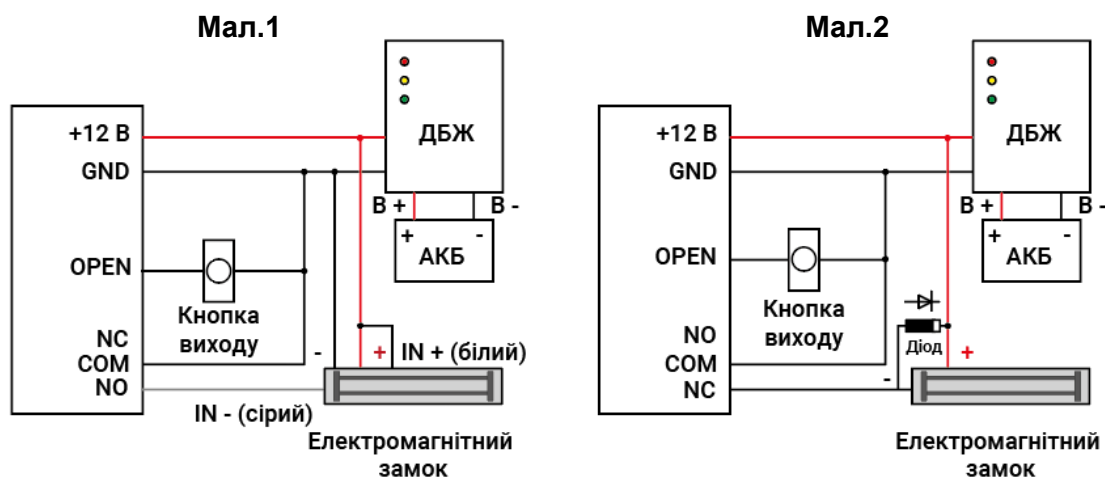 Мал.1
+12 В
GND
OPEN
NC
COM
NO
ДБЖ
В +
В -
+
-
АКБ
Кнопка
виходу
-
+
IN + (білий)
IN - (сірий)
Електромагнітний
замок
Мал.2
+12 В
GND
OPEN
NO
COM
NC
ДБЖ
В +
В -
+
-
АКБ
Кнопка
виходу
Діод
+
-
Електромагнітний
замок